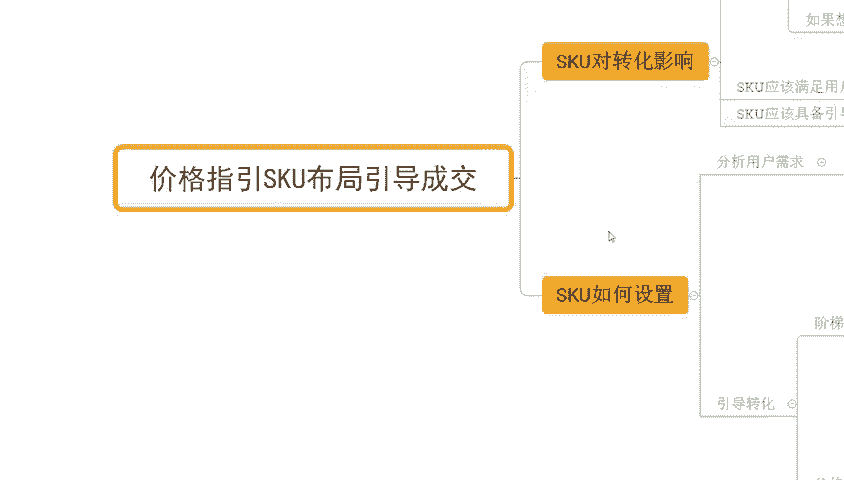 如果想
SKU对转化影响
SKU应该满足用户
SKU应该具备引导
分析用户需求
价格指引SKU布局引导成交
SKU如何设置
阶梯
引导转化